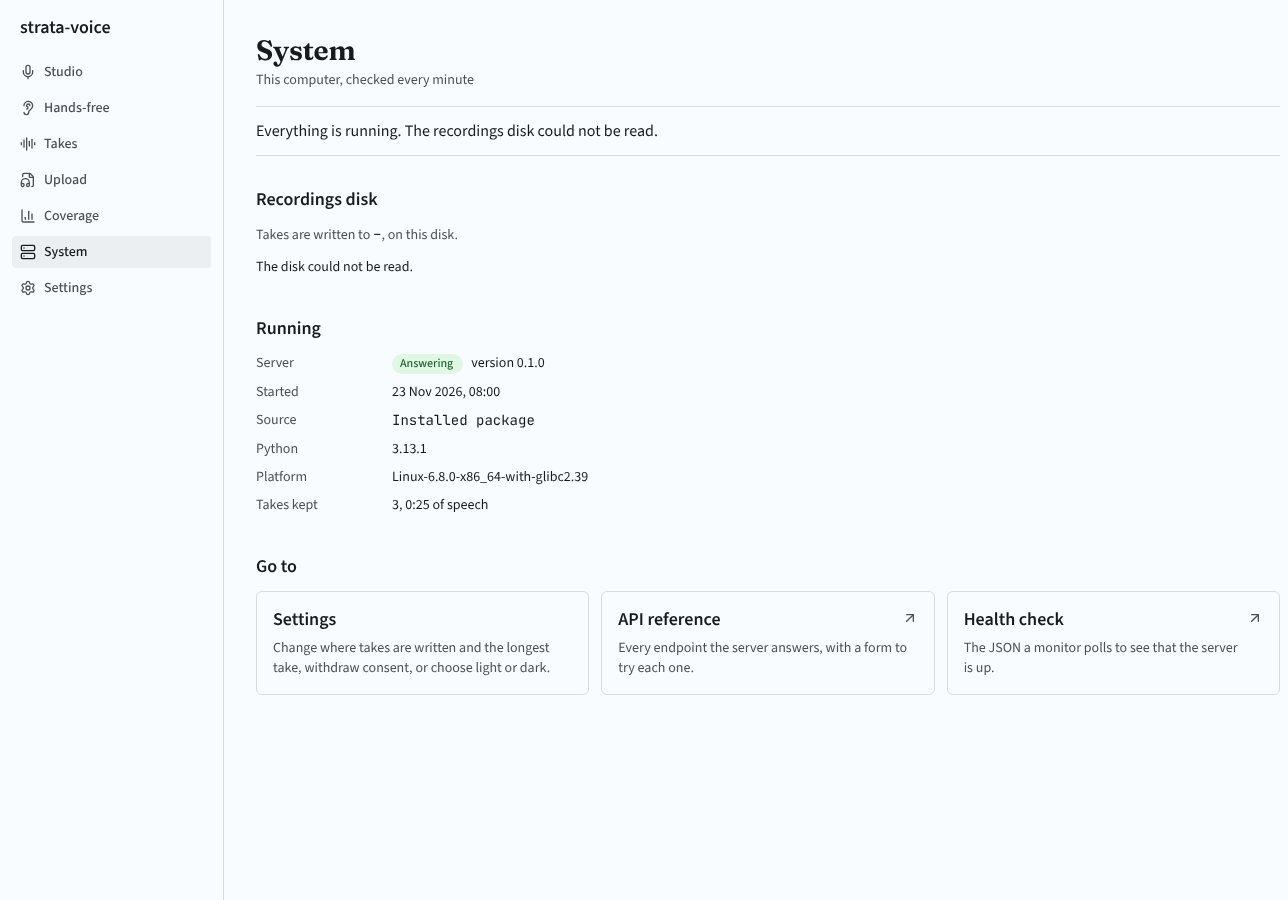 strata-voice
Studio
Hands-free
Takes
Upload
Coverage
System
Settings
System
This computer, checked every minute
Everything is running. The recordings disk could not be read.
Recordings disk
Takes are written to –, on this disk.
The disk could not be read.
Running
Server Answering version 0.1.0
Started 23 Nov 2026, 08:00
Source Installed package
Python 3.13.1
Platform Linux-6.8.0-x86_64-with-glibc2.39
Takes kept 3, 0:25 of speech
Go to
Settings
Change where takes are written and the longest
take, withdraw consent, or choose light or dark.
API reference
Every endpoint the server answers, with a form to
try each one.
Health check
The JSON a monitor polls to see that the server
is up.